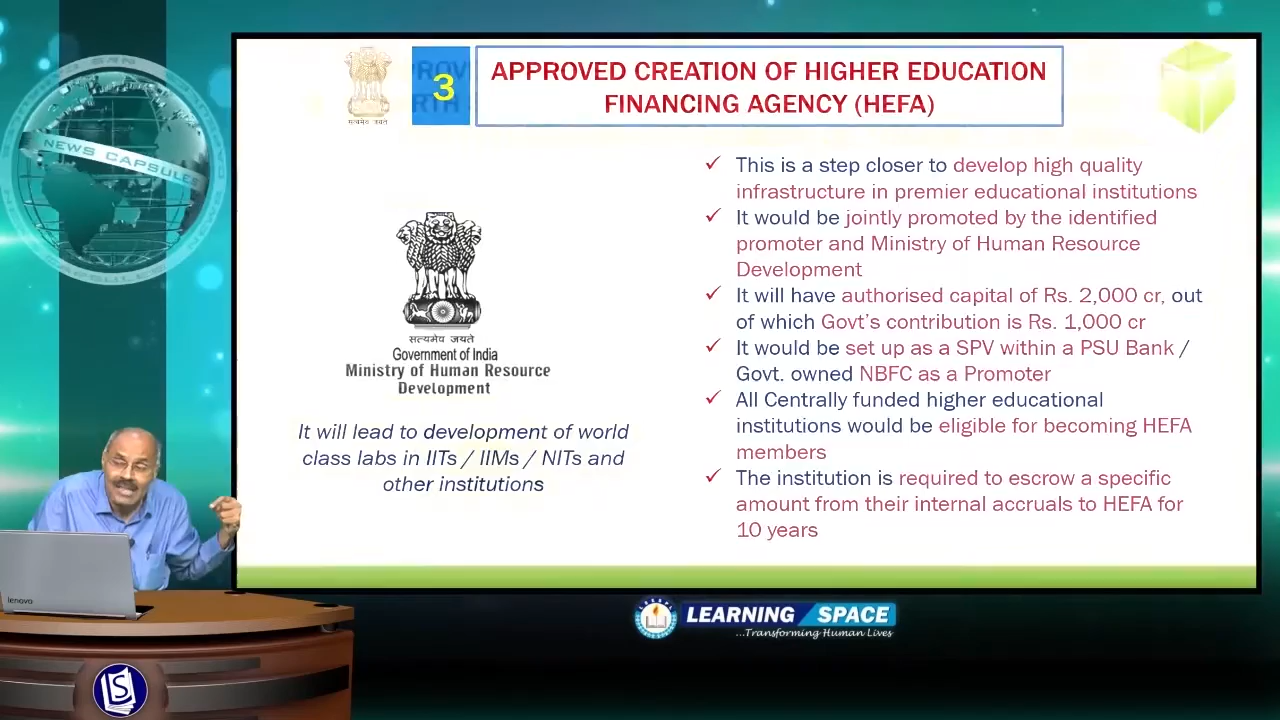 NEWS CAPSULES
सत्यमेव जयते
3
APPROVED CREATION OF HIGHER EDUCATION
FINANCING AGENCY (HEFA)
सत्यमेव जयते
Government of India
Ministry of Human Resource
Development
It will lead to development of world
class labs in IITs / IIMs / NITs and
other institutions
✓ This is a step closer to develop high quality
infrastructure in premier educational institutions
✓ It would be jointly promoted by the identified
promoter and Ministry of Human Resource
Development
✓ It will have authorised capital of Rs. 2,000 cr, out
of which Govt's contribution is Rs. 1,000 cr
✓ It would be set up as a SPV within a PSU Bank /
Govt. owned NBFC as a Promoter
✓ All Centrally funded higher educational
institutions would be eligible for becoming HEFA
members
✓ The institution is required to escrow a specific
amount from their internal accruals to HEFA for
10 years
lenovo
LS
LEARNING SPACE
...Transforming Human Lives